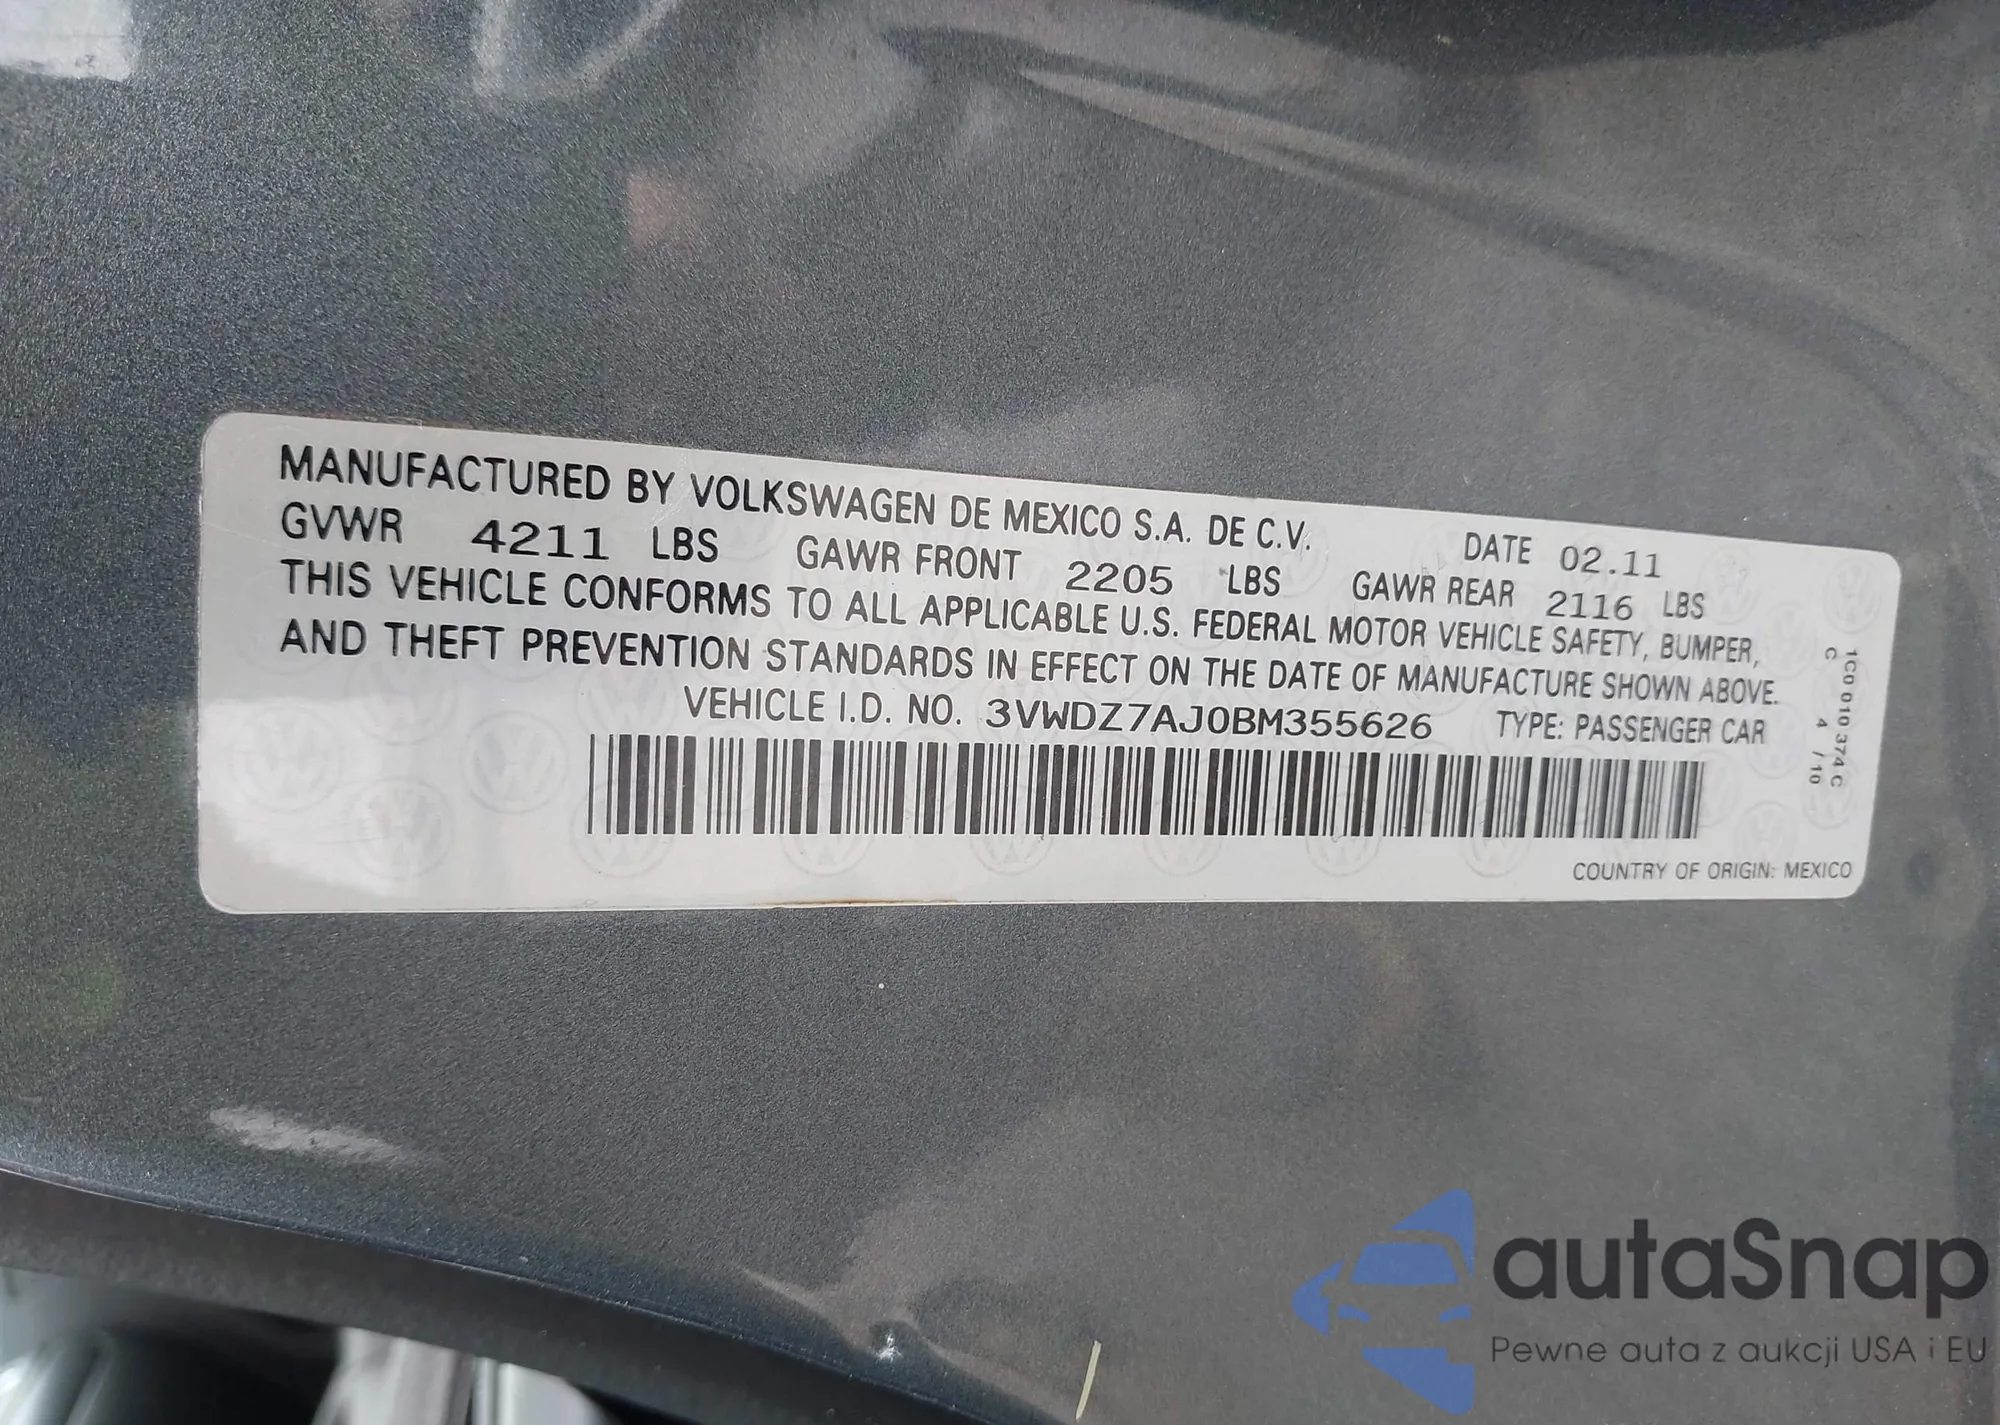 MANUFACTURED BY VOLKSWAGEN DE MEXICO S.A. DE C.V. DATE 02.11
GVWR 4211 LBS GAWR FRONT 2205 LBS GAWR REAR 2116 LBS
THIS VEHICLE CONFORMS TO ALL APPLICABLE U.S. FEDERAL MOTOR VEHICLE SAFETY, BUMPER,
AND THEFT PREVENTION STANDARDS IN EFFECT ON THE DATE OF MANUFACTURE SHOWN ABOVE.
VEHICLE I.D. NO. 3VWDZ7AJ0BM355626 TYPE: PASSENGER CAR
1C0 010 374 C
C 4 /10
COUNTRY OF ORIGIN: MEXICO
autaSnap
Pewne auta z aukcji USA i EU